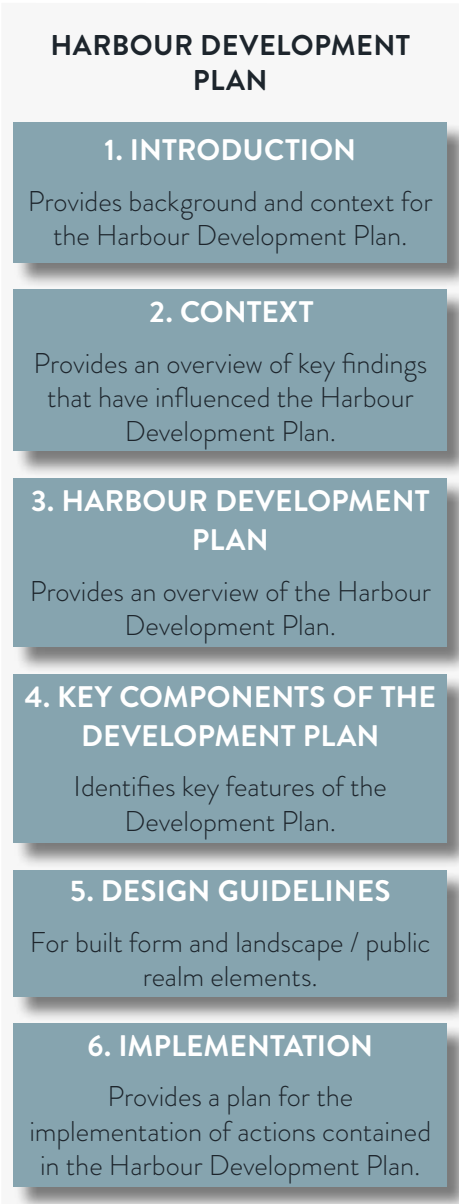 HARBOUR DEVELOPMENT
PLAN
1. INTRODUCTION
Provides background and context for
the Harbour Development Plan.
2. CONTEXT
Provides an overview of key findings
that have influenced the Harbour
Development Plan.
3. HARBOUR DEVELOPMENT
PLAN
Provides an overview of the Harbour
Development Plan.
4. KEY COMPONENTS OF THE
DEVELOPMENT PLAN
Identifies key features of the
Development Plan.
5. DESIGN GUIDELINES
For built form and landscape / public
realm elements.
6. IMPLEMENTATION
Provides a plan for the
implementation of actions contained
in the Harbour Development Plan.